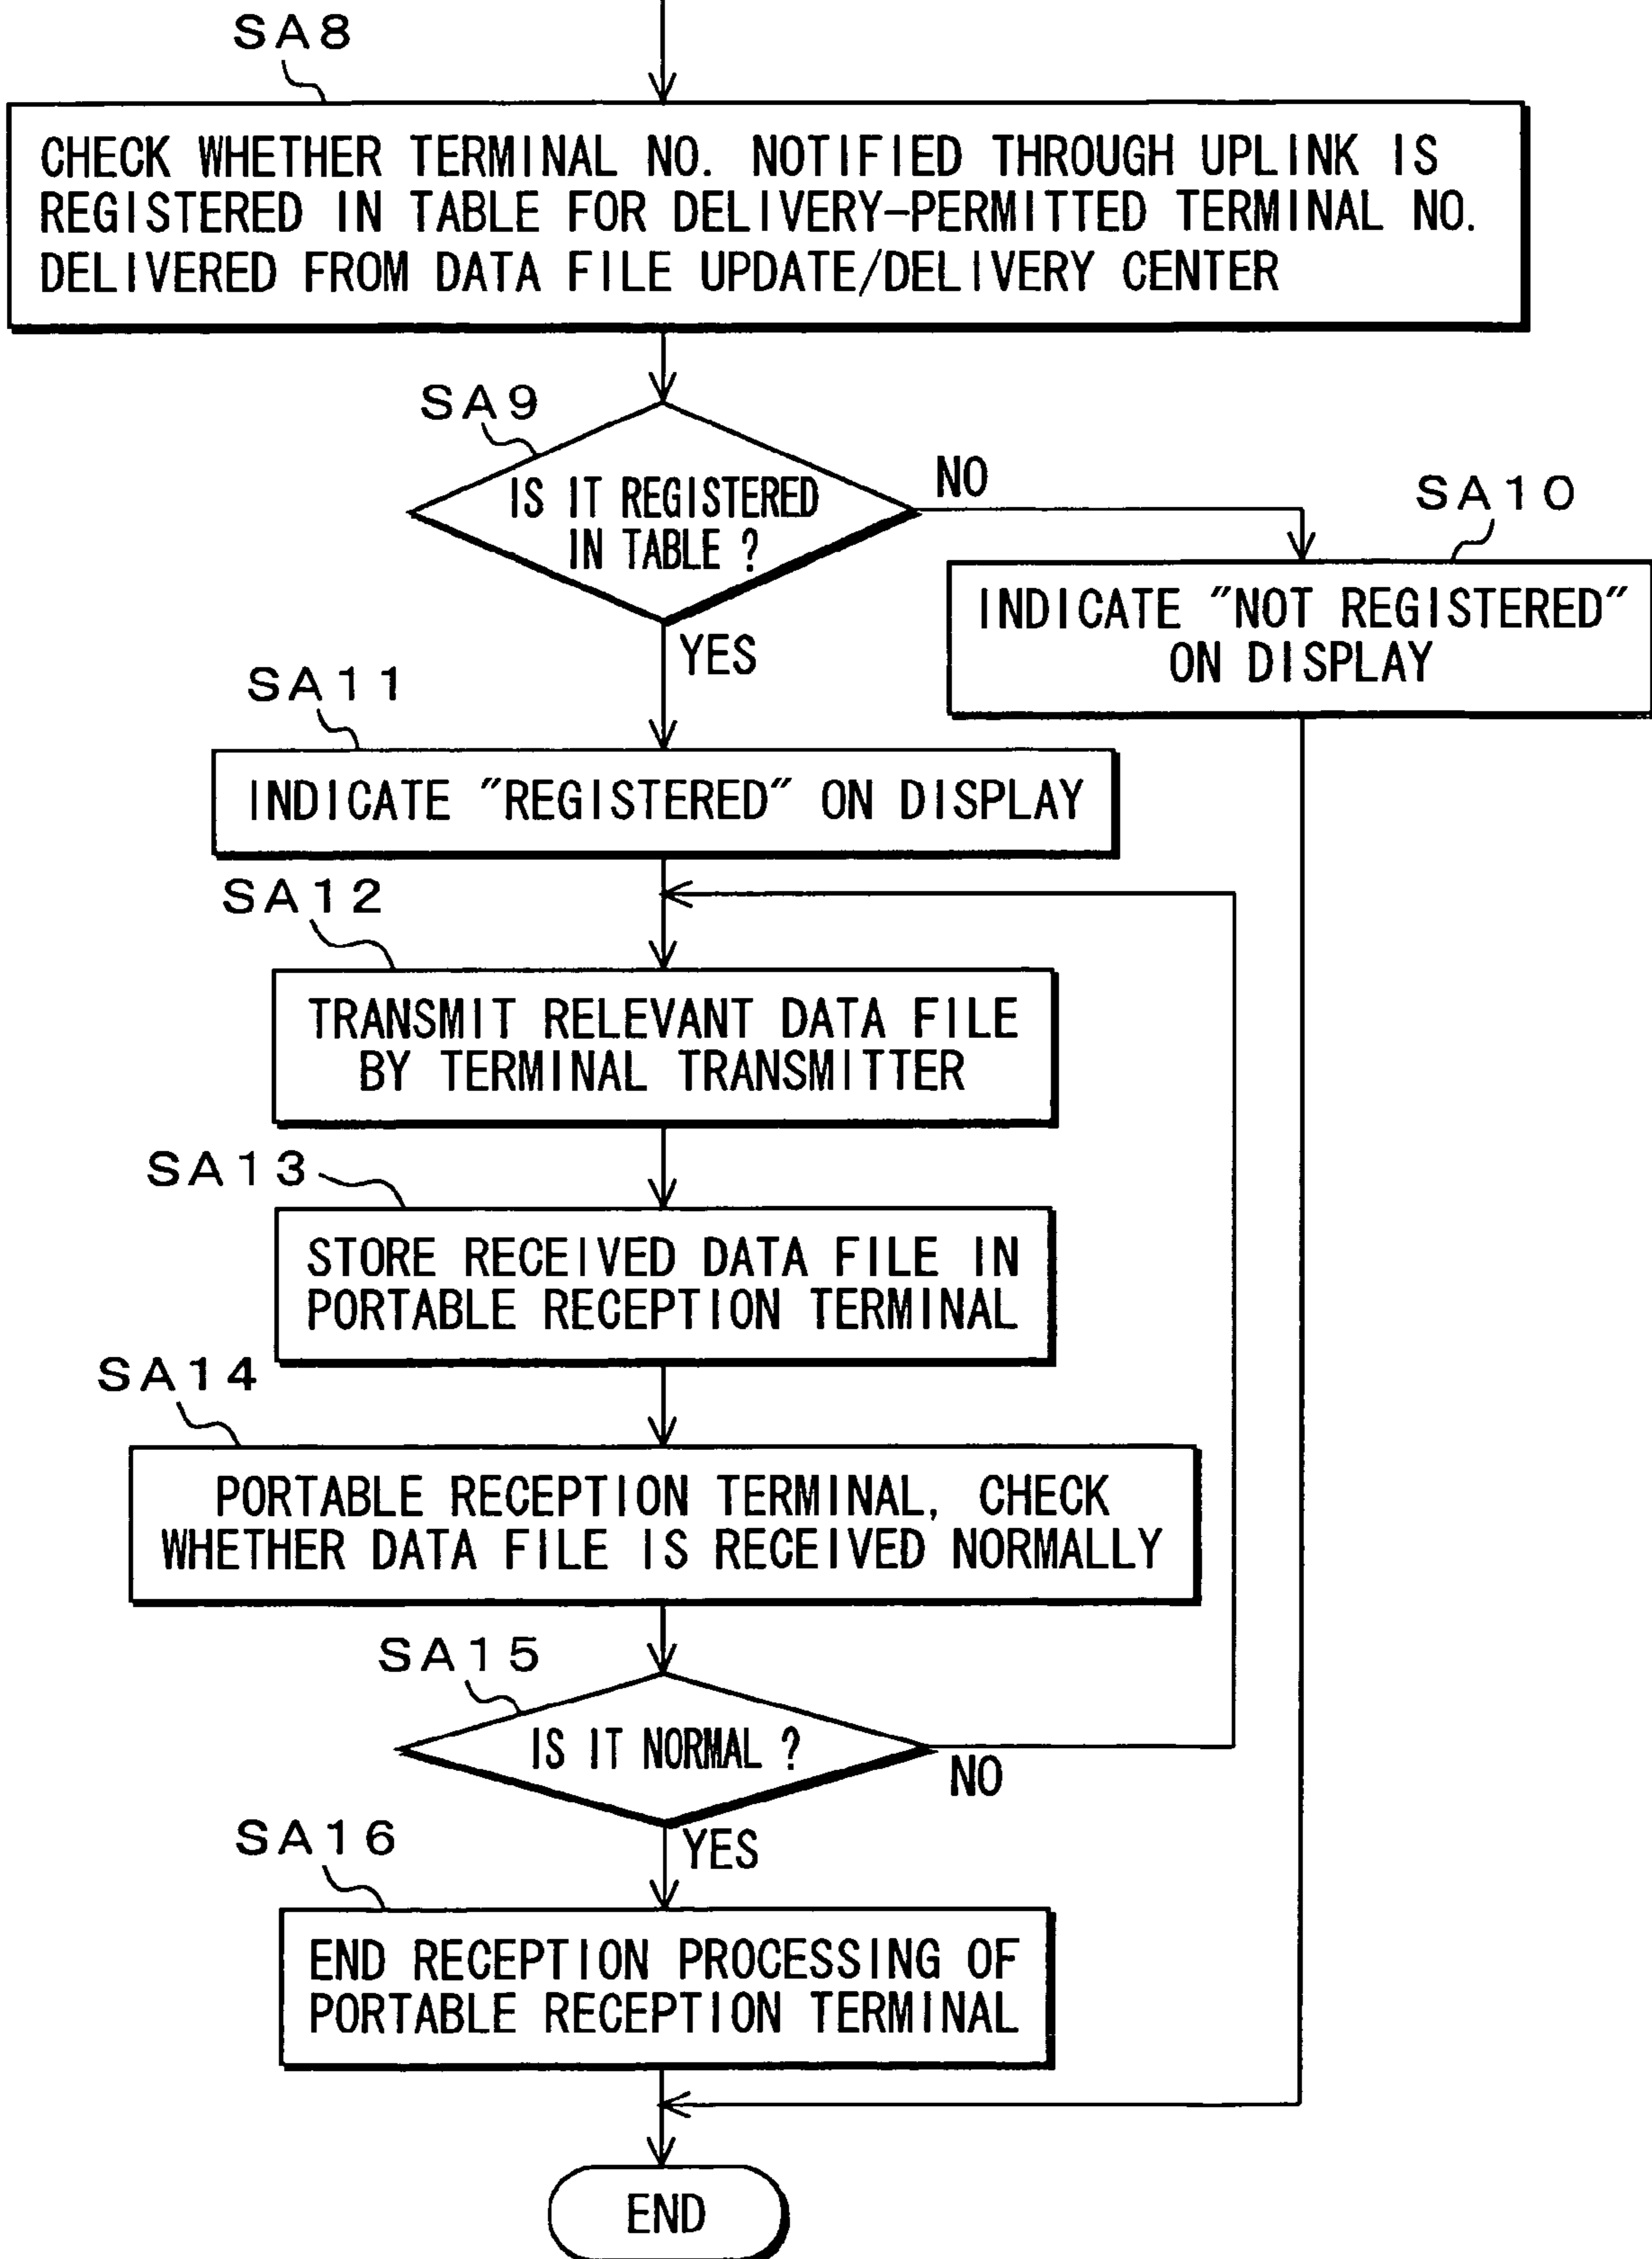 SA8
CHECK WHETHER TERMINAL NO. NOTIFIED THROUGH UPLINK IS
REGISTERED IN TABLE FOR DELIVERY-PERMITTED TERMINAL NO.
DELIVERED FROM DATA FILE UPDATE/DELIVERY CENTER
SA9
IS IT REGISTERED
IN TABLE ?
NO
SA10
INDICATE "NOT REGISTERED"
ON DISPLAY
YES
SA11
INDICATE "REGISTERED" ON DISPLAY
SA12
TRANSMIT RELEVANT DATA FILE
BY TERMINAL TRANSMITTER
SA13
STORE RECEIVED DATA FILE IN
PORTABLE RECEPTION TERMINAL
SA14
PORTABLE RECEPTION TERMINAL, CHECK
WHETHER DATA FILE IS RECEIVED NORMALLY
SA15
IS IT NORMAL ?
NO
YES
SA16
END RECEPTION PROCESSING OF
PORTABLE RECEPTION TERMINAL
END